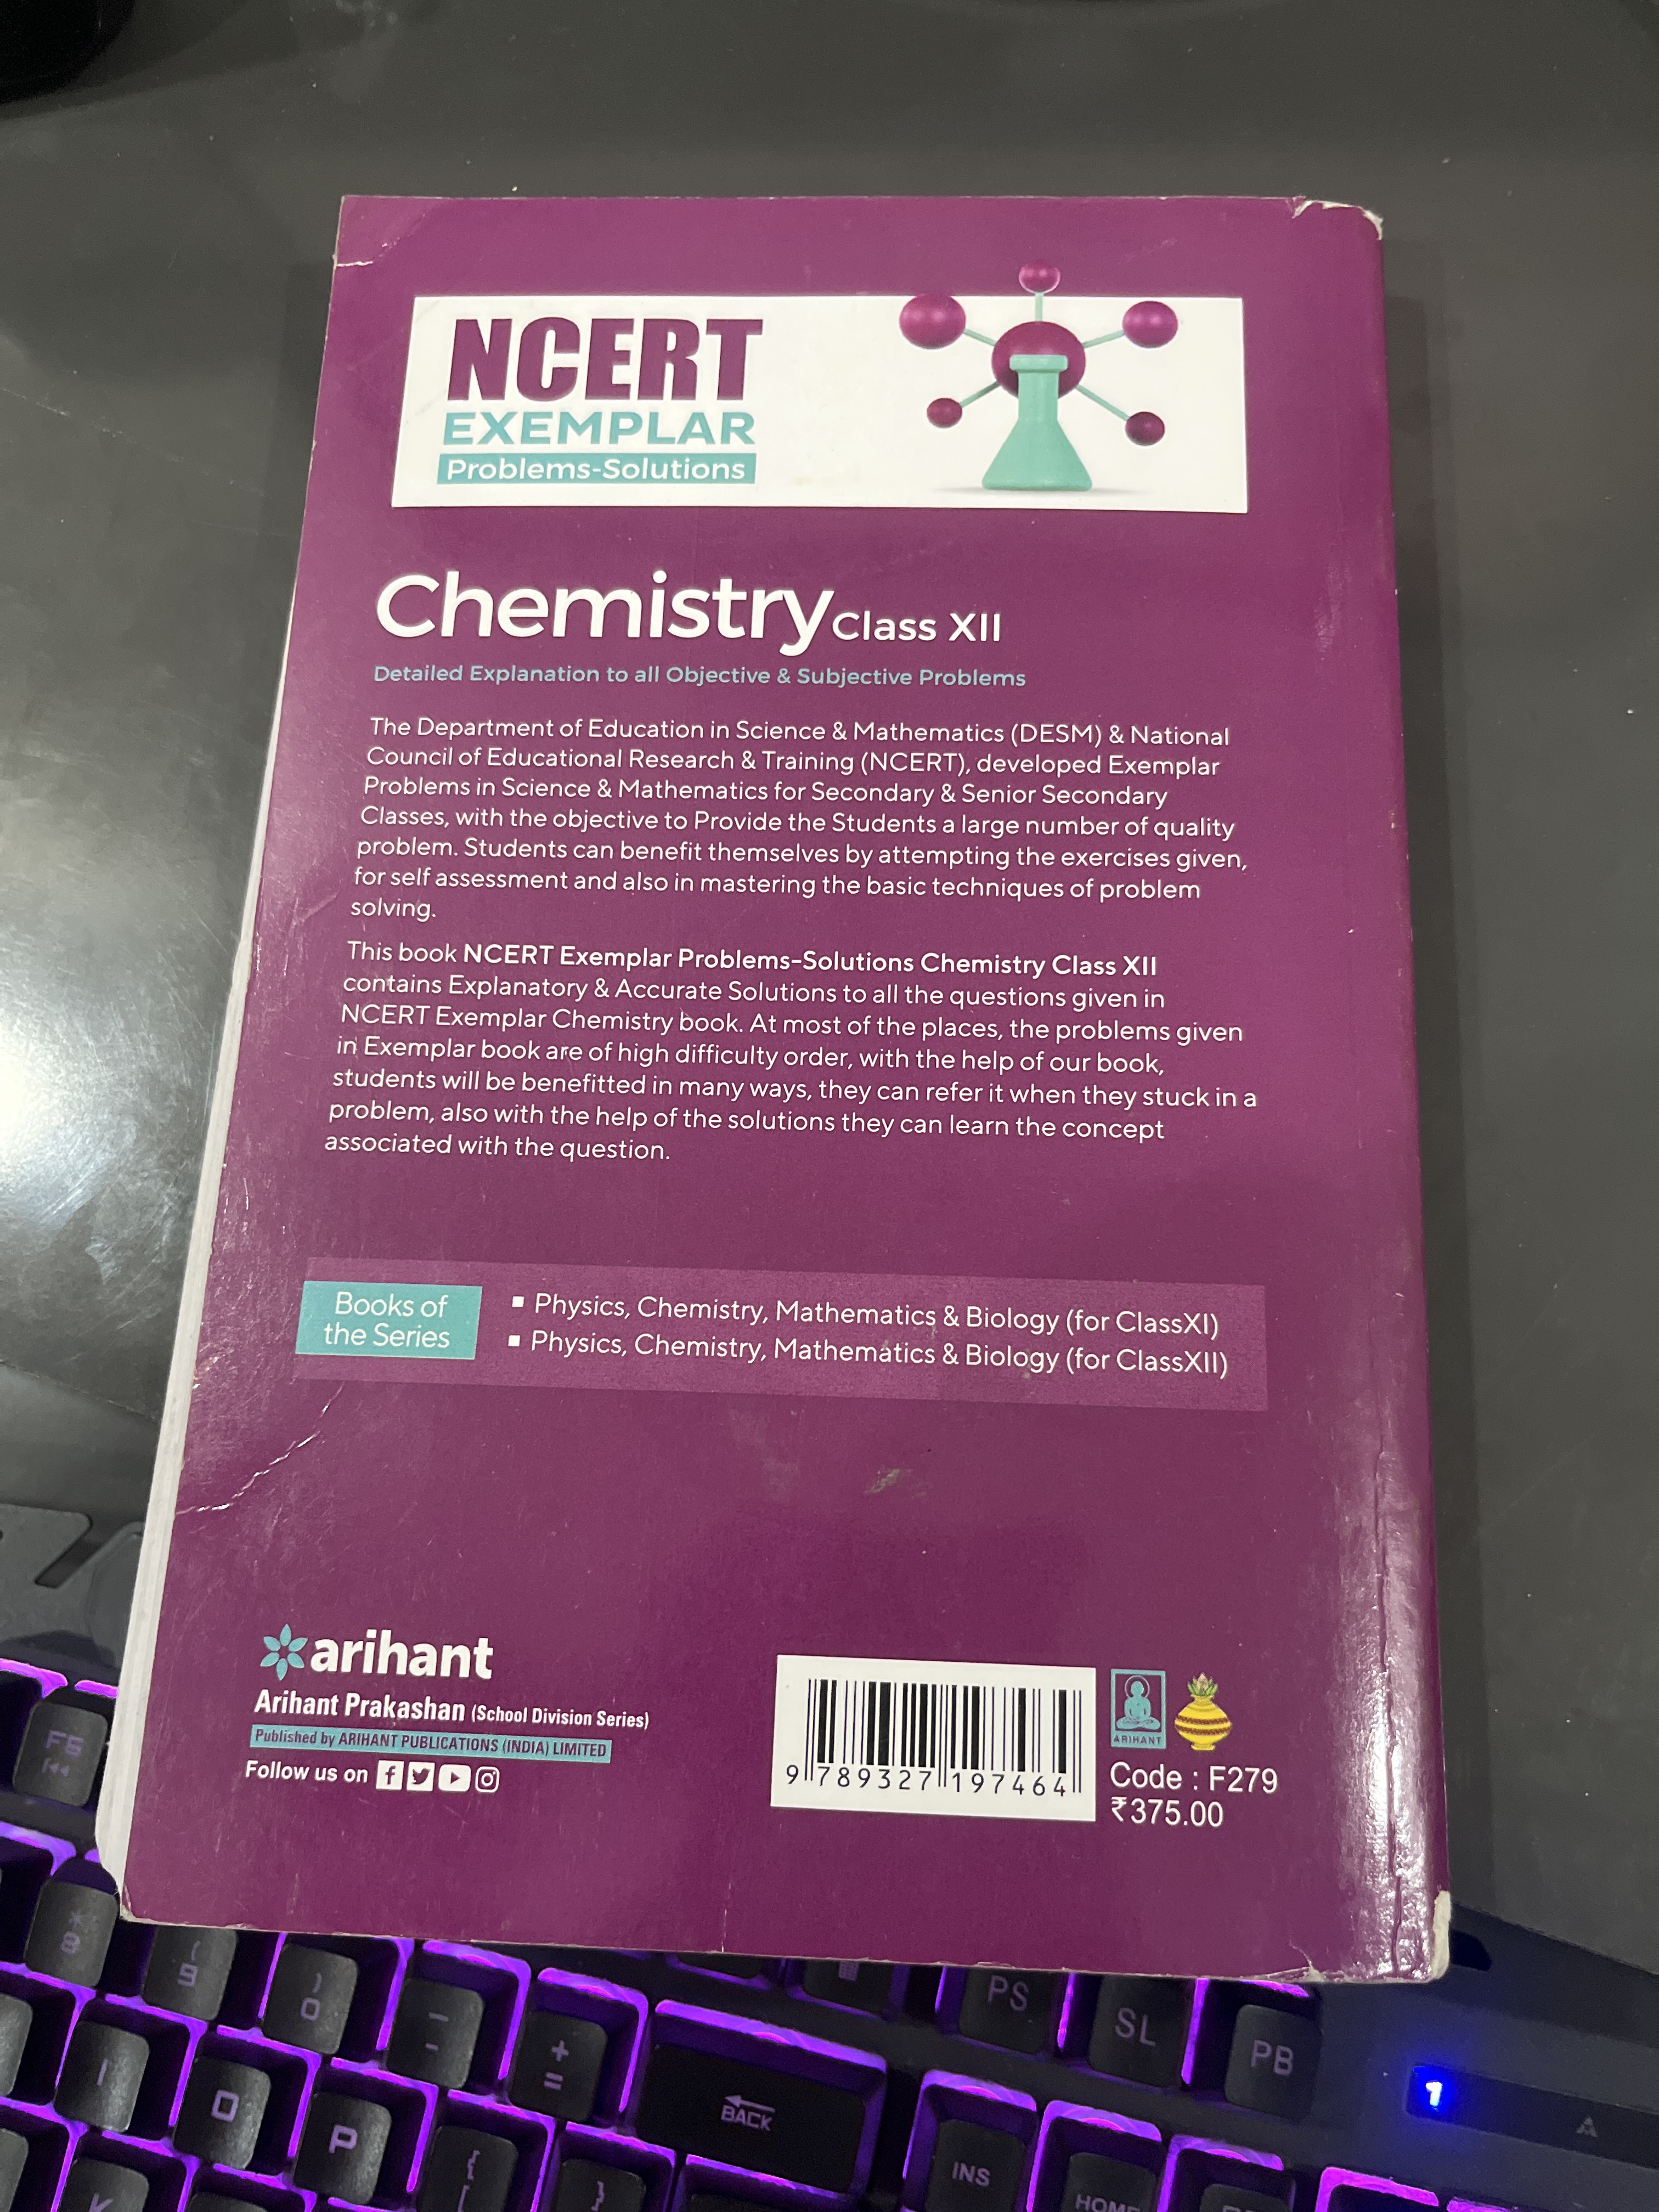 NCERT
EXEMPLAR
Problems-Solutions
Chemistry Class XII
Detailed Explanation to all Objective & Subjective Problems
The Department of Education in Science & Mathematics (DESM) & National
Council of Educational Research & Training (NCERT), developed Exemplar
Problems in Science & Mathematics for Secondary & Senior Secondary
Classes, with the objective to Provide the Students a large number of quality
problem. Students can benefit themselves by attempting the exercises given,
for self assessment and also in mastering the basic techniques of problem
solving.
This book NCERT Exemplar Problems-Solutions Chemistry Class XII
contains Explanatory & Accurate Solutions to all the questions given in
NCERT Exemplar Chemistry book. At most of the places, the problems given
in Exemplar book are of high difficulty order, with the help of our book,
students will be benefitted in many ways, they can refer it when they stuck in a
problem, also with the help of the solutions they can learn the concept
associated with the question.
Books of
the Series
▪ Physics, Chemistry, Mathematics & Biology (for ClassXI)
▪ Physics, Chemistry, Mathematics & Biology (for ClassXII)
arihant
Arihant Prakashan (School Division Series)
Published by ARIHANT PUBLICATIONS (INDIA) LIMITED
Follow us on
9 789327 197464
ARIHANT
Code : F279
₹375.00
F6
* 8
( 9
) 0
_ -
+ =
BACK
PS
SL
PB
1
I
O
P
{ [
}
INS
HOME
K